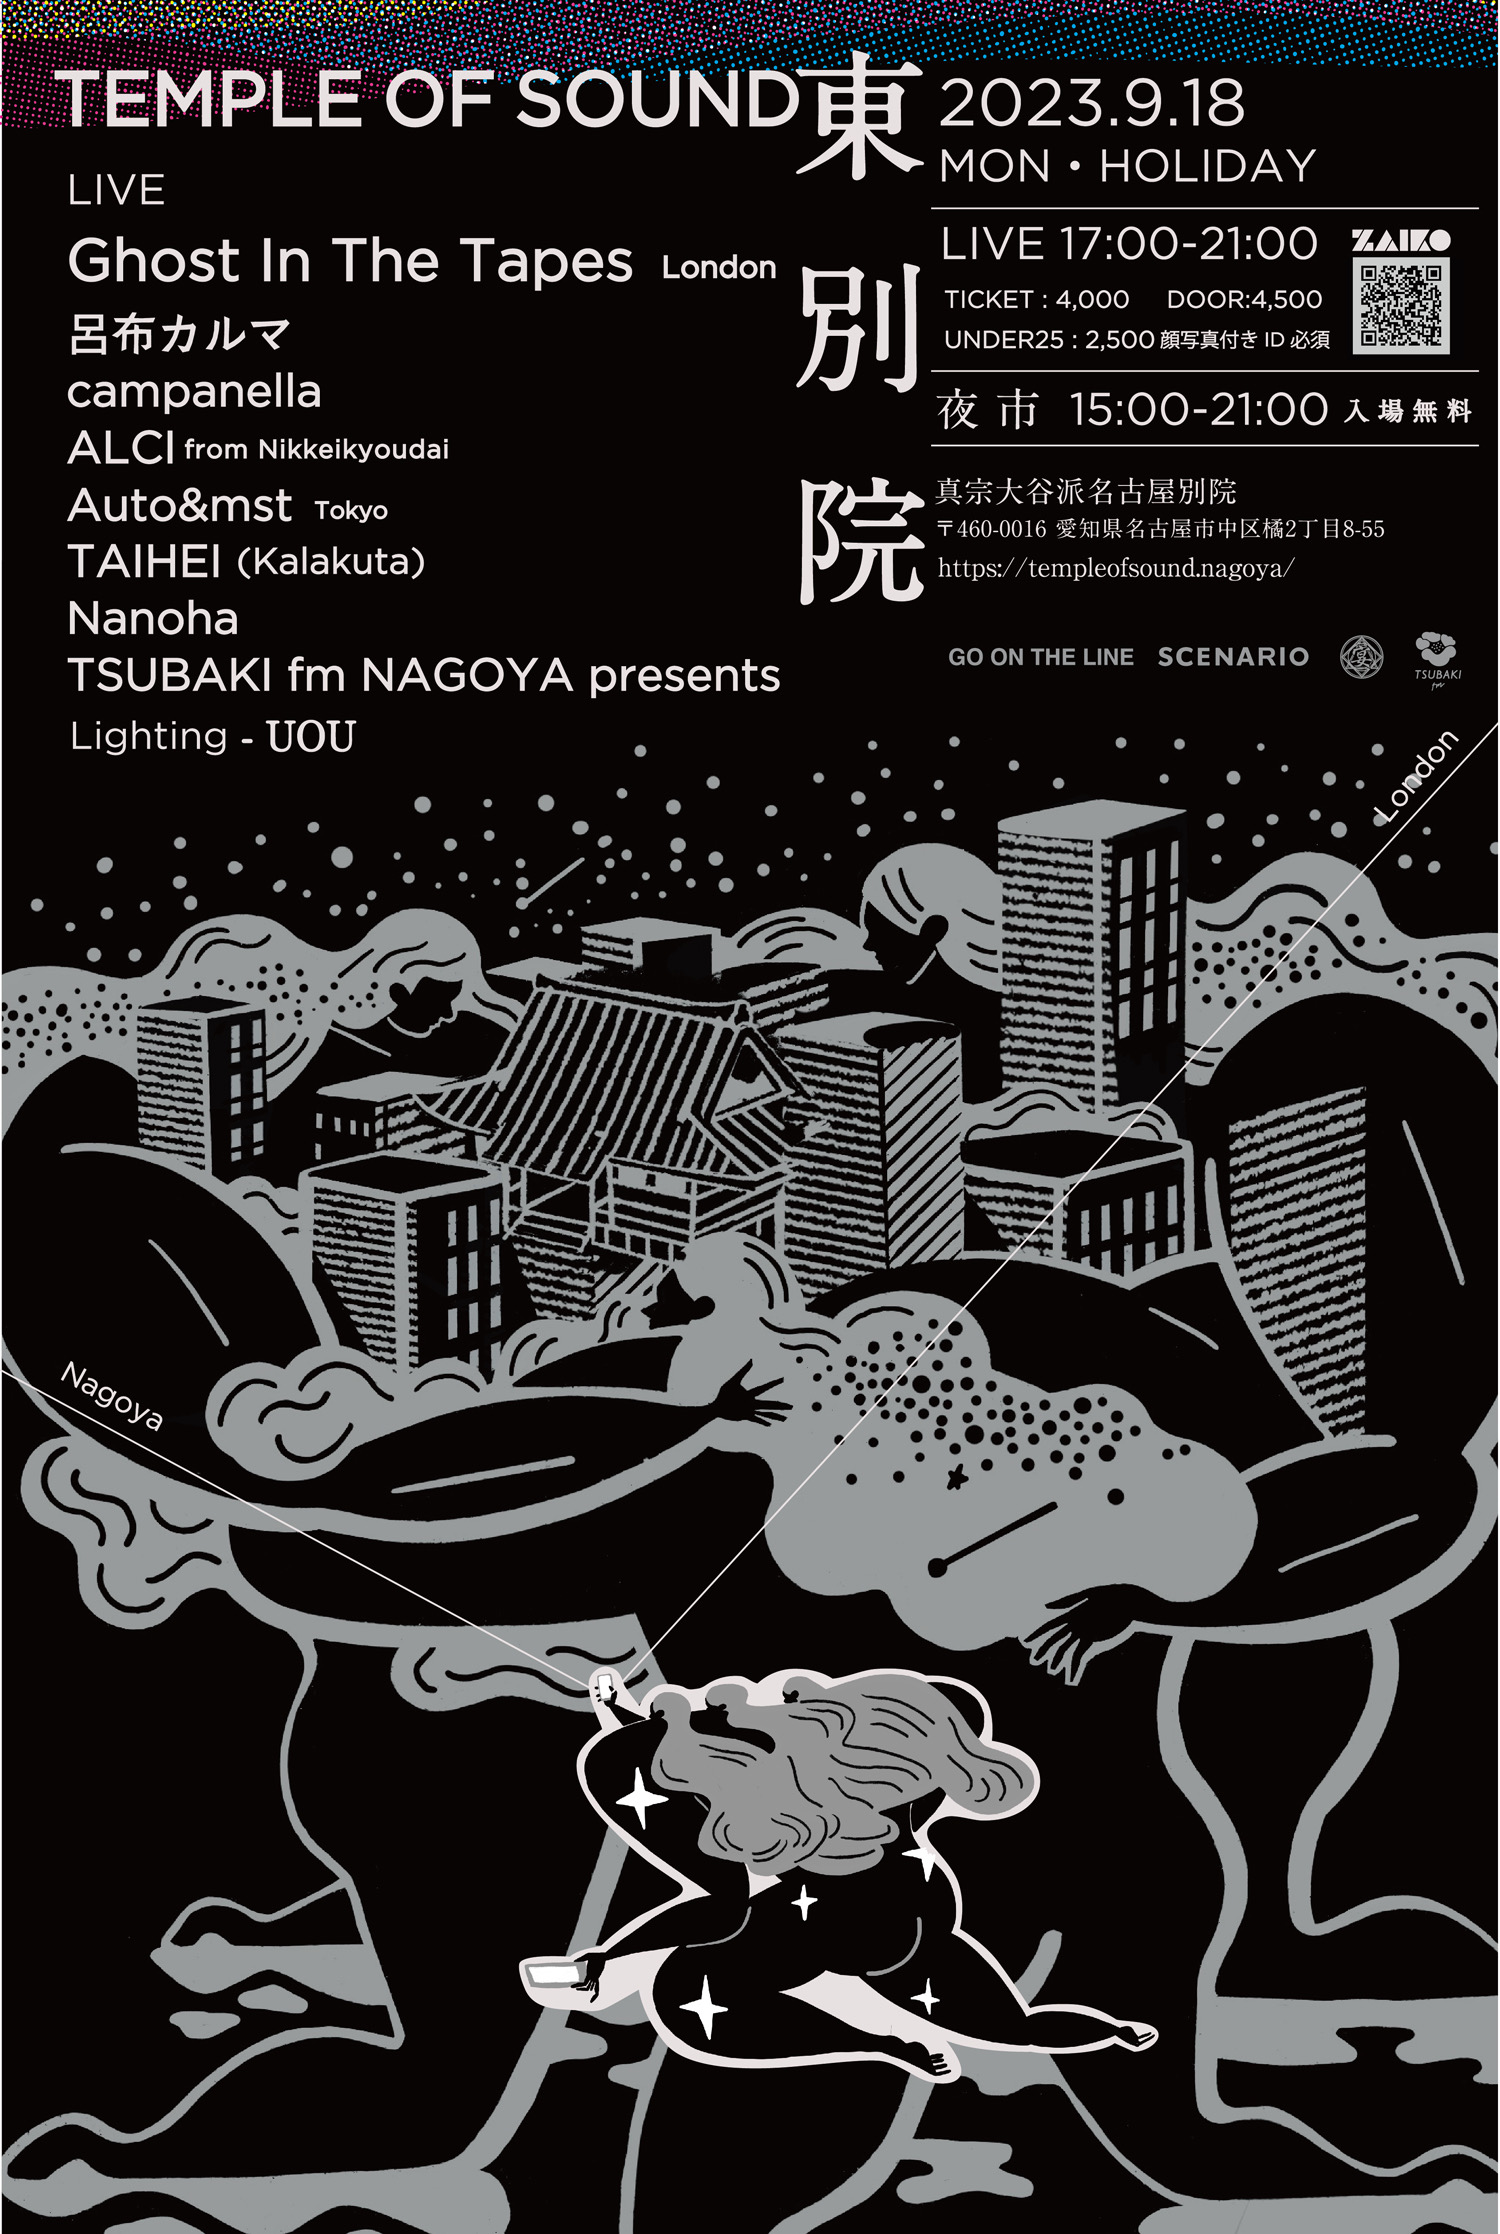 TEMPLE OF SOUND
東別院
2023.9.18
MON・HOLIDAY
LIVE
Ghost In The Tapes London
呂布カルマ
campanella
ALCI from Nikkeikyoudai
Auto&mst Tokyo
TAIHEI (Kalakuta)
Nanoha
TSUBAKI fm NAGOYA presents
Lighting - UOU
LIVE 17:00-21:00
ZAIKO
TICKET : 4,000 DOOR:4,500
UNDER25 : 2,500 顔写真付き ID 必須
夜市 15:00-21:00 入場無料
真宗大谷派名古屋別院
〒460-0016 愛知県名古屋市中区橘2丁目8-55
https://templeofsound.nagoya/
GO ON THE LINE SCENARIO
TSUBAKI
fm
London
Nagoya